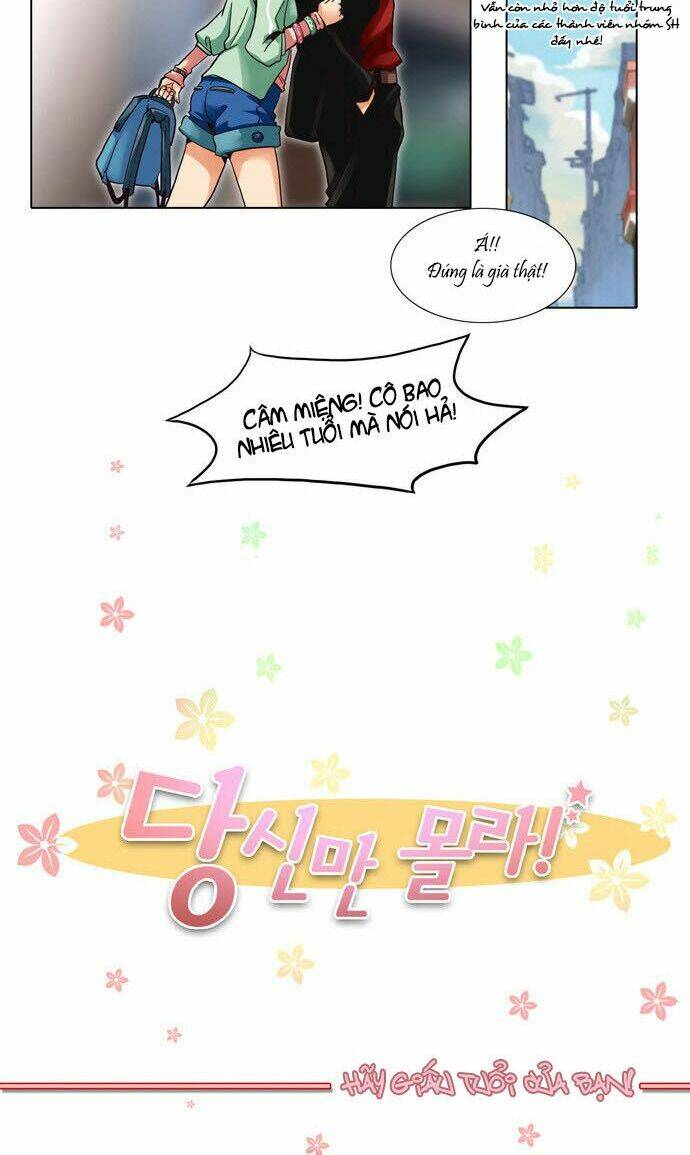 Vẫn còn nhỏ hơn độ tuổi trung
bình của các thành viên nhóm SH
đấy nhé!
Á!!
Đúng là già thật!
CÂM MIỆNG! CÔ BAO
NHIÊU TUỔI MÀ NÓI HẢ!
당신만 몰라!
HÃY GIẤU TUỔI CỦA BẠN!